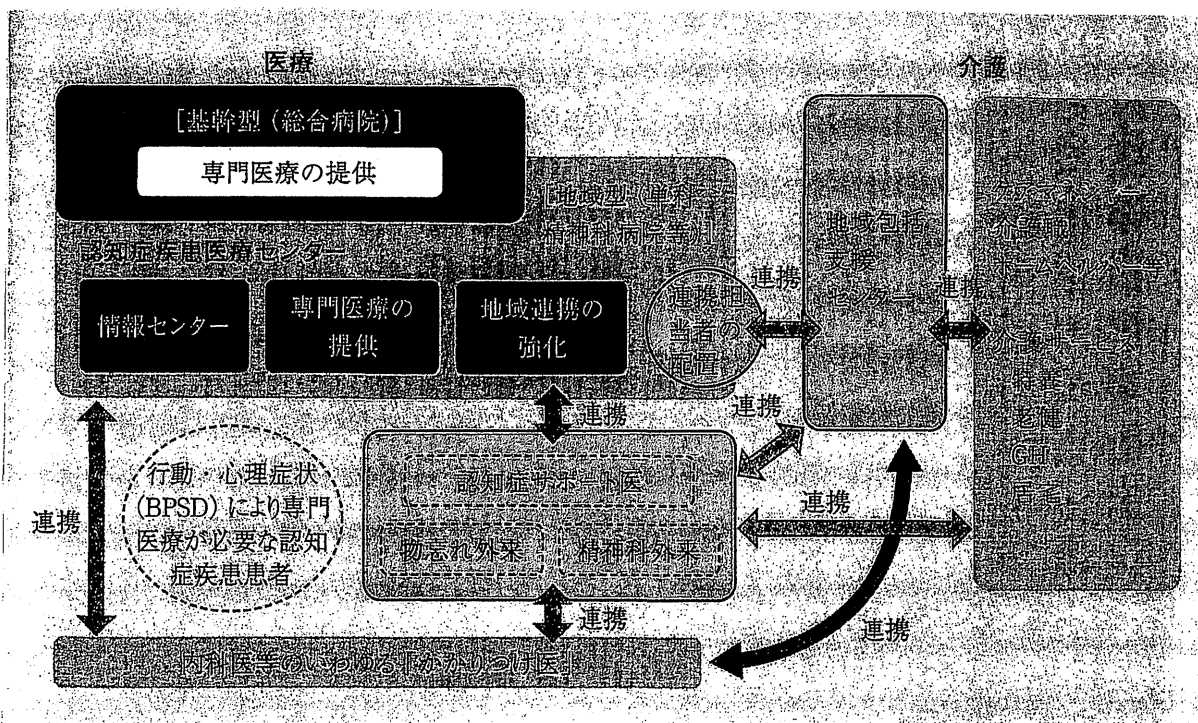 医療
介護
[基幹型(総合病院)]
専門医療の提供
[地域型(単科
精神科病院等)]
認知症疾患医療センター
情報センター
専門医療の
提供
地域連携の
強化
連携担
当者の
配置
連携
地域包括
支援
センター
連携
ケアマネジャー
介護職
ホームヘルパー等
介護サービス
・特養
・老健
・GH
・居宅
連携
連携
行動・心理症状
(BPSD)により専門
医療が必要な認知
症疾患患者
連携
認知症サポート医
物忘れ外来
精神科外来
連携
連携
連携
内科医等のいわゆる「かかりつけ医」